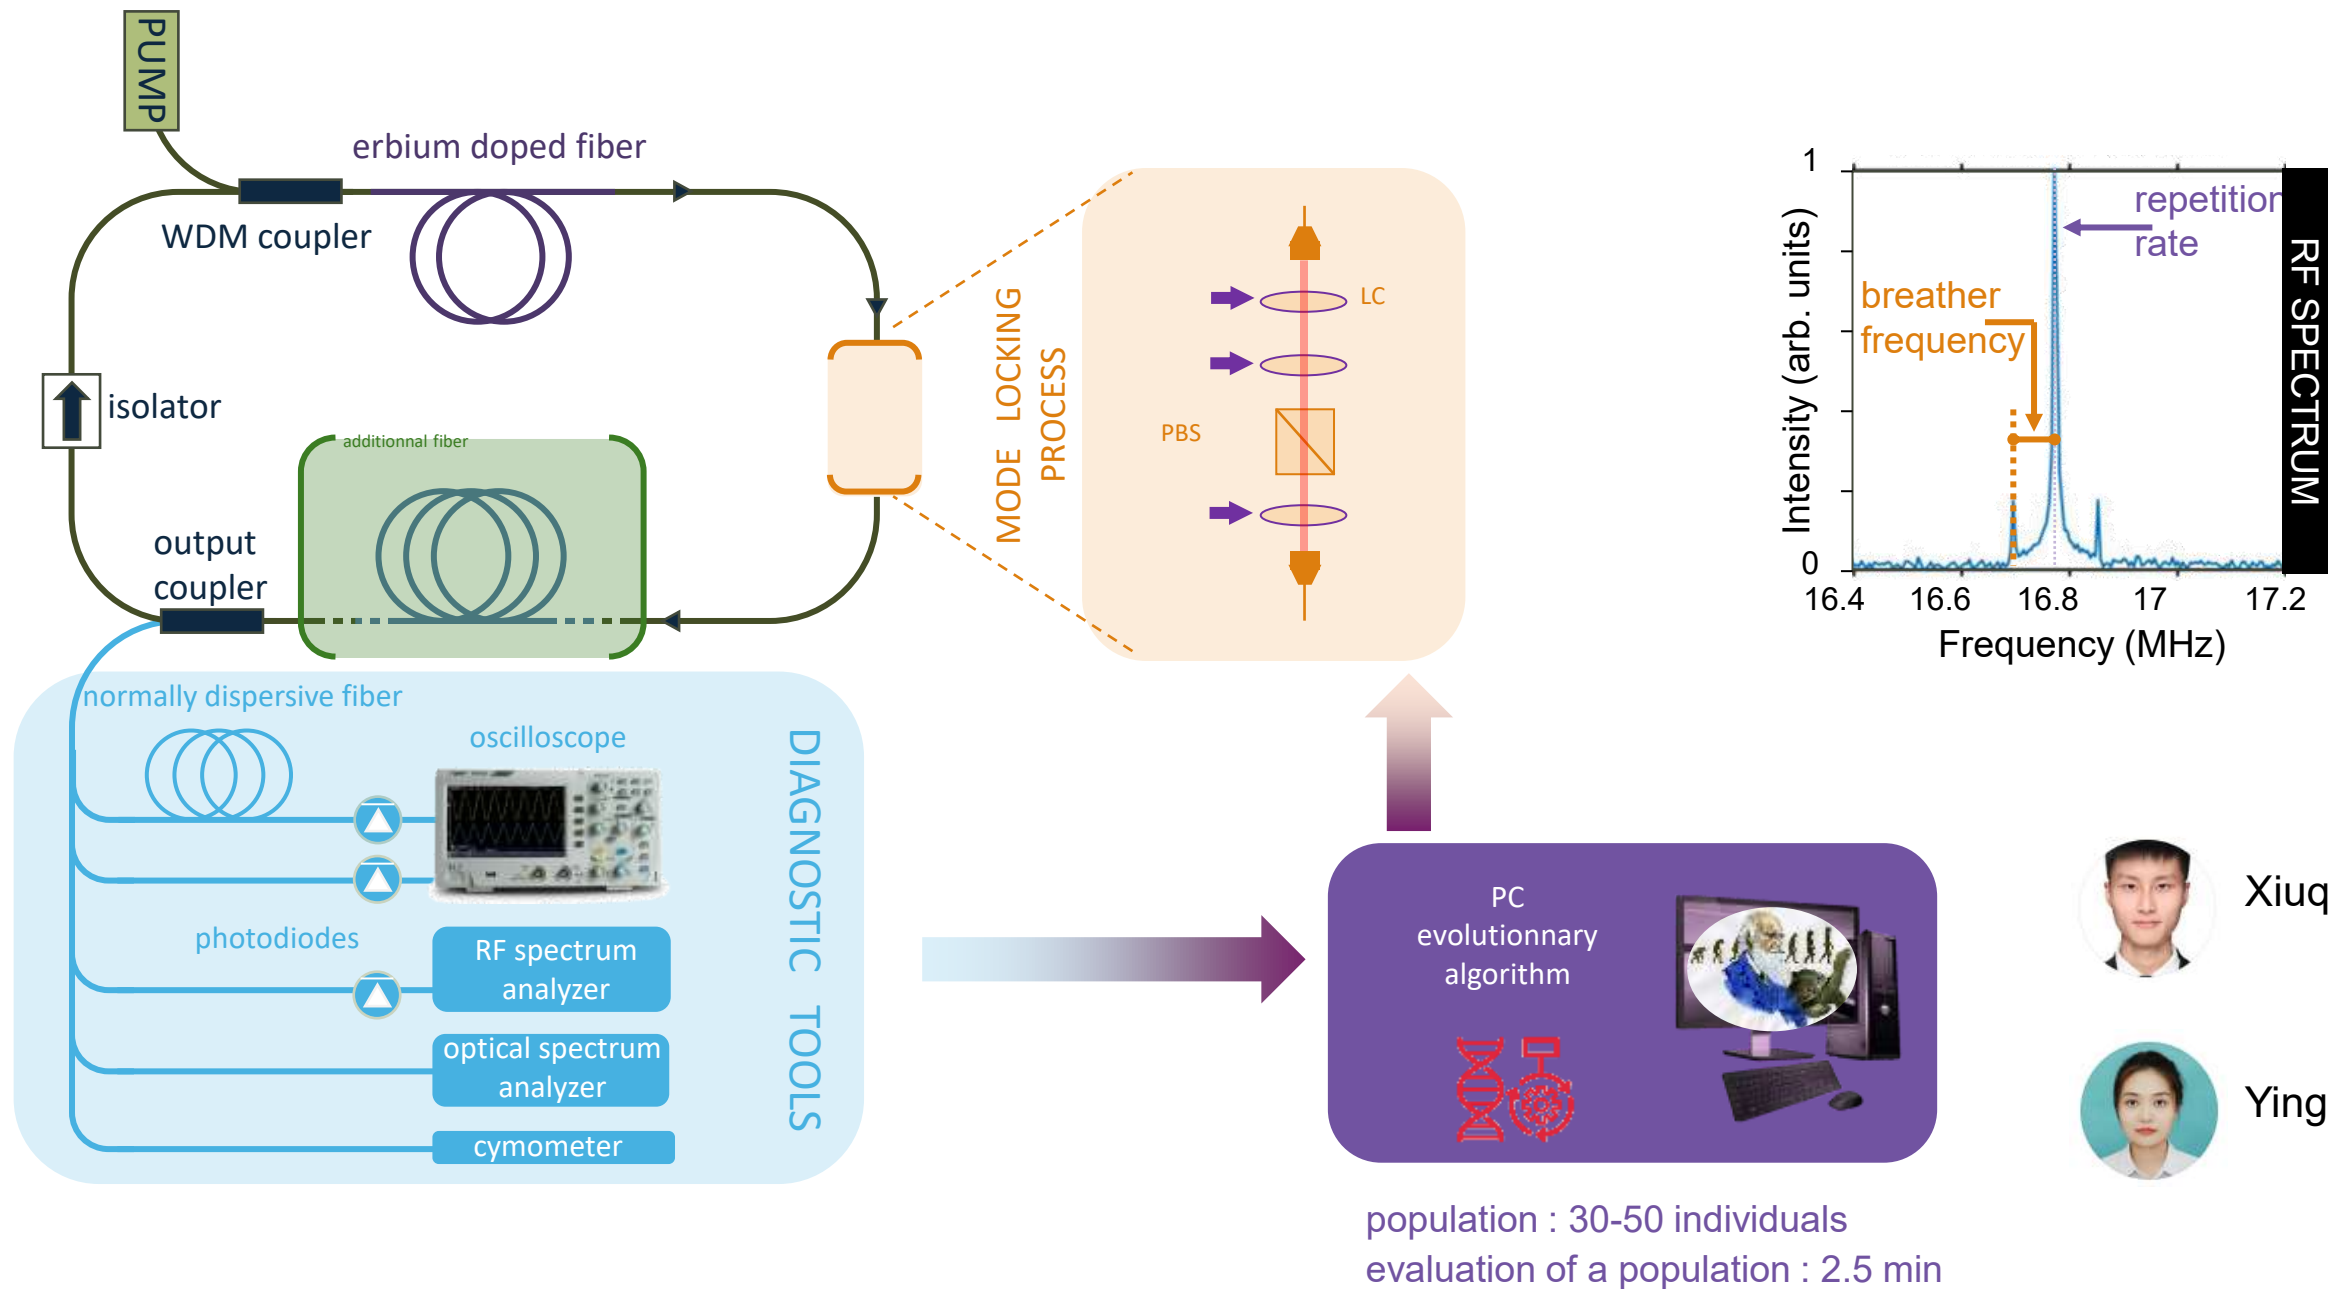 PUMP
erbium doped fiber
WDM coupler
isolator
additionnal fiber
output
coupler
MODE LOCKING
PROCESS
LC
PBS
1
0
Intensity (arb. units)
repetition
rate
breather
frequency
RF SPECTRUM
16.4 16.6 16.8 17 17.2
Frequency (MHz)
normally dispersive fiber
oscilloscope
photodiodes
RF spectrum
analyzer
optical spectrum
analyzer
cymometer
DIAGNOSTIC TOOLS
PC
evolutionnary
algorithm
population : 30-50 individuals
evaluation of a population : 2.5 min
Xiuq
Ying